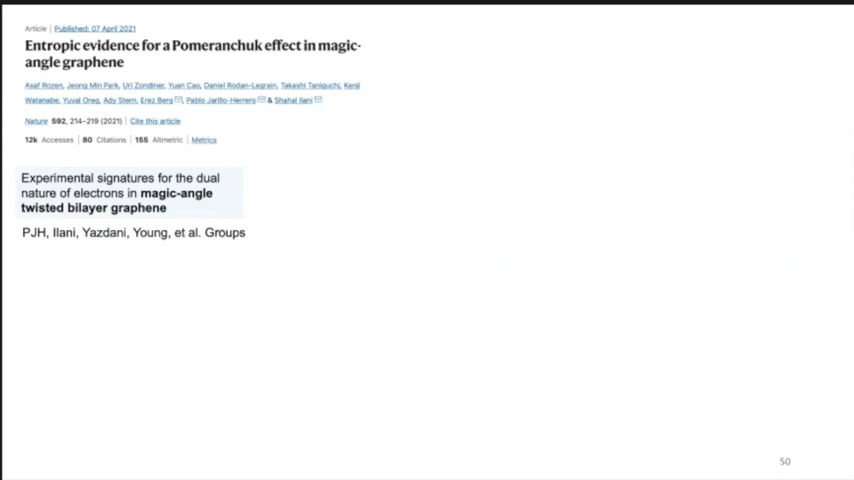 Article | Published: 07 April 2021
Entropic evidence for a Pomeranchuk effect in magic-
angle graphene
Asaf Rozen, Jeong Min Park, Uri Zondiner, Yuan Cao, Daniel Rodan-Legrain, Takashi Taniguchi, Kenji
Watanabe, Yuval Oreg, Ady Stern, Erez Berg, Pablo Jarillo-Herrero & Shahal Ilani
Nature 592, 214–219 (2021) | Cite this article
12k Accesses | 80 Citations | 155 Altmetric | Metrics
Experimental signatures for the dual
nature of electrons in magic-angle
twisted bilayer graphene
PJH, Ilani, Yazdani, Young, et al. Groups
50